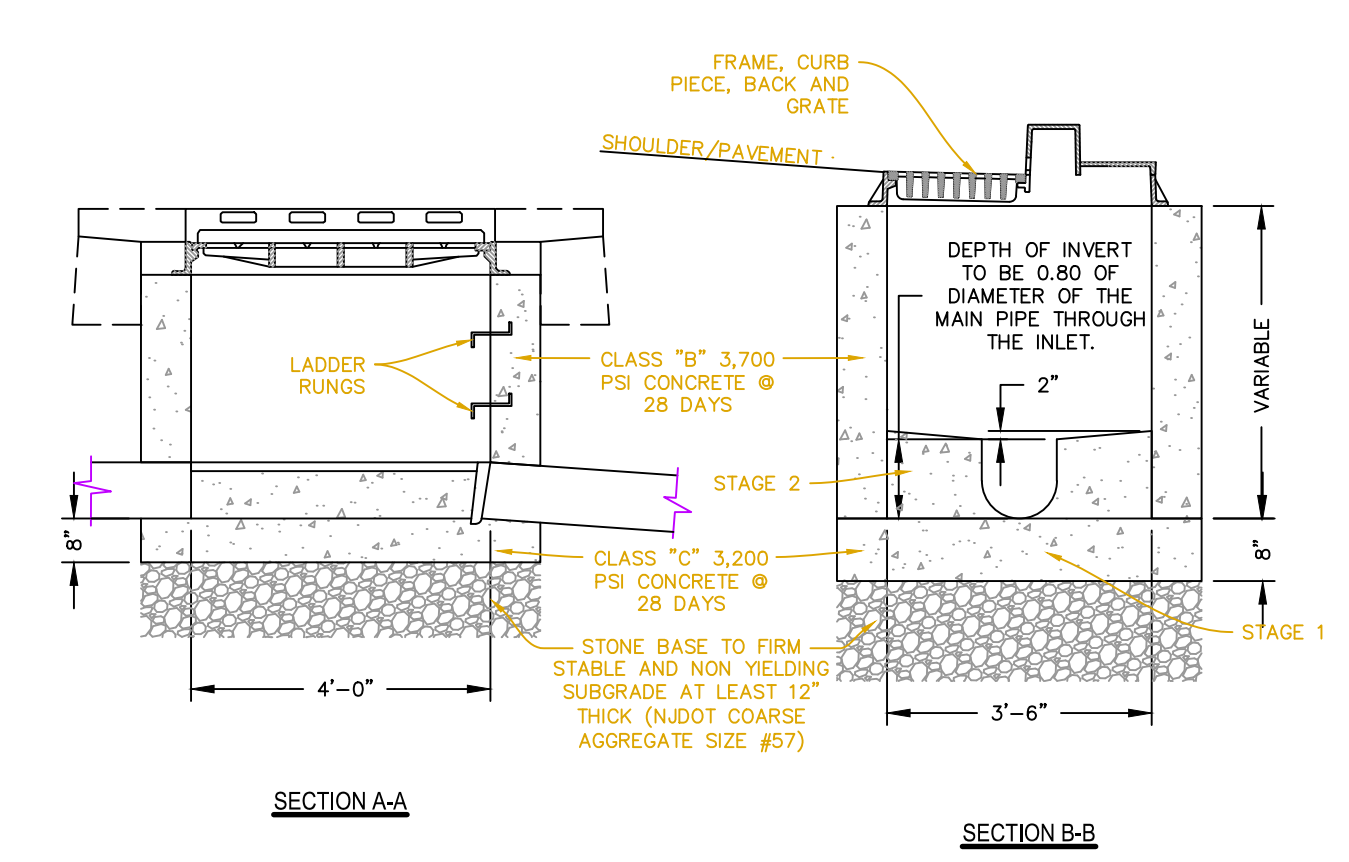 FRAME, CURB
PIECE, BACK AND
GRATE
SHOULDER/PAVEMENT
DEPTH OF INVERT
TO BE 0.80 OF
DIAMETER OF THE
MAIN PIPE THROUGH
THE INLET.
LADDER
RUNGS
CLASS "B" 3,700
PSI CONCRETE @
28 DAYS
2"
VARIABLE
STAGE 2
8"
CLASS "C" 3,200
PSI CONCRETE @
28 DAYS
8"
STAGE 1
STONE BASE TO FIRM
STABLE AND NON YIELDING
SUBGRADE AT LEAST 12"
THICK (NJDOT COARSE
AGGREGATE SIZE #57)
4'-0"
3'-6"
SECTION A-A
SECTION B-B